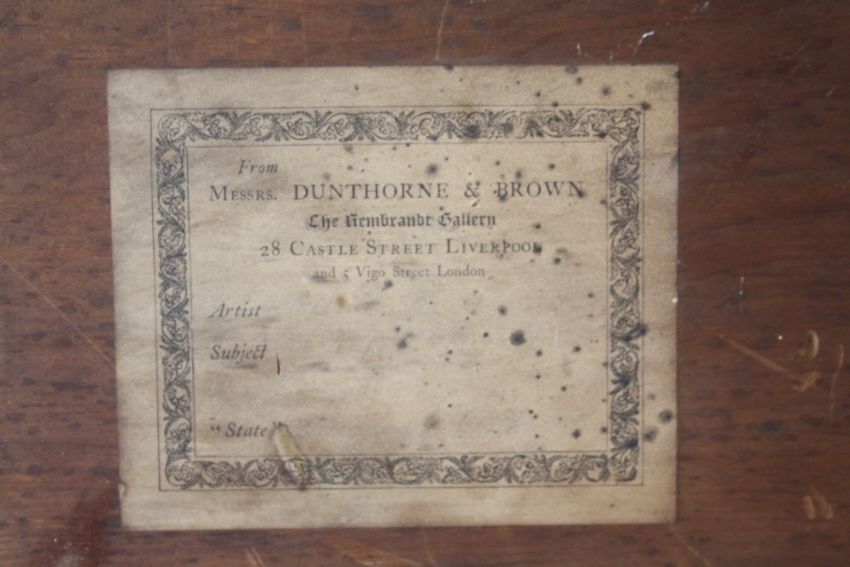 From
MESSRS. DUNTHORNE & BROWN
The Rembrandt Gallery
28 CASTLE STREET LIVERPOOL
and 5 Vigo Street London
Artist
Subject
"State"